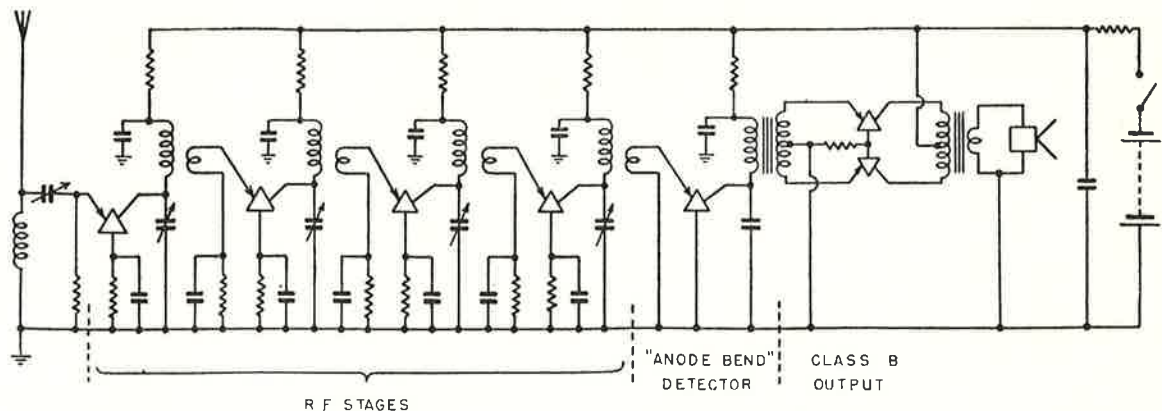 "ANODE BEND"
DETECTOR
CLASS B
OUTPUT
R F STAGES